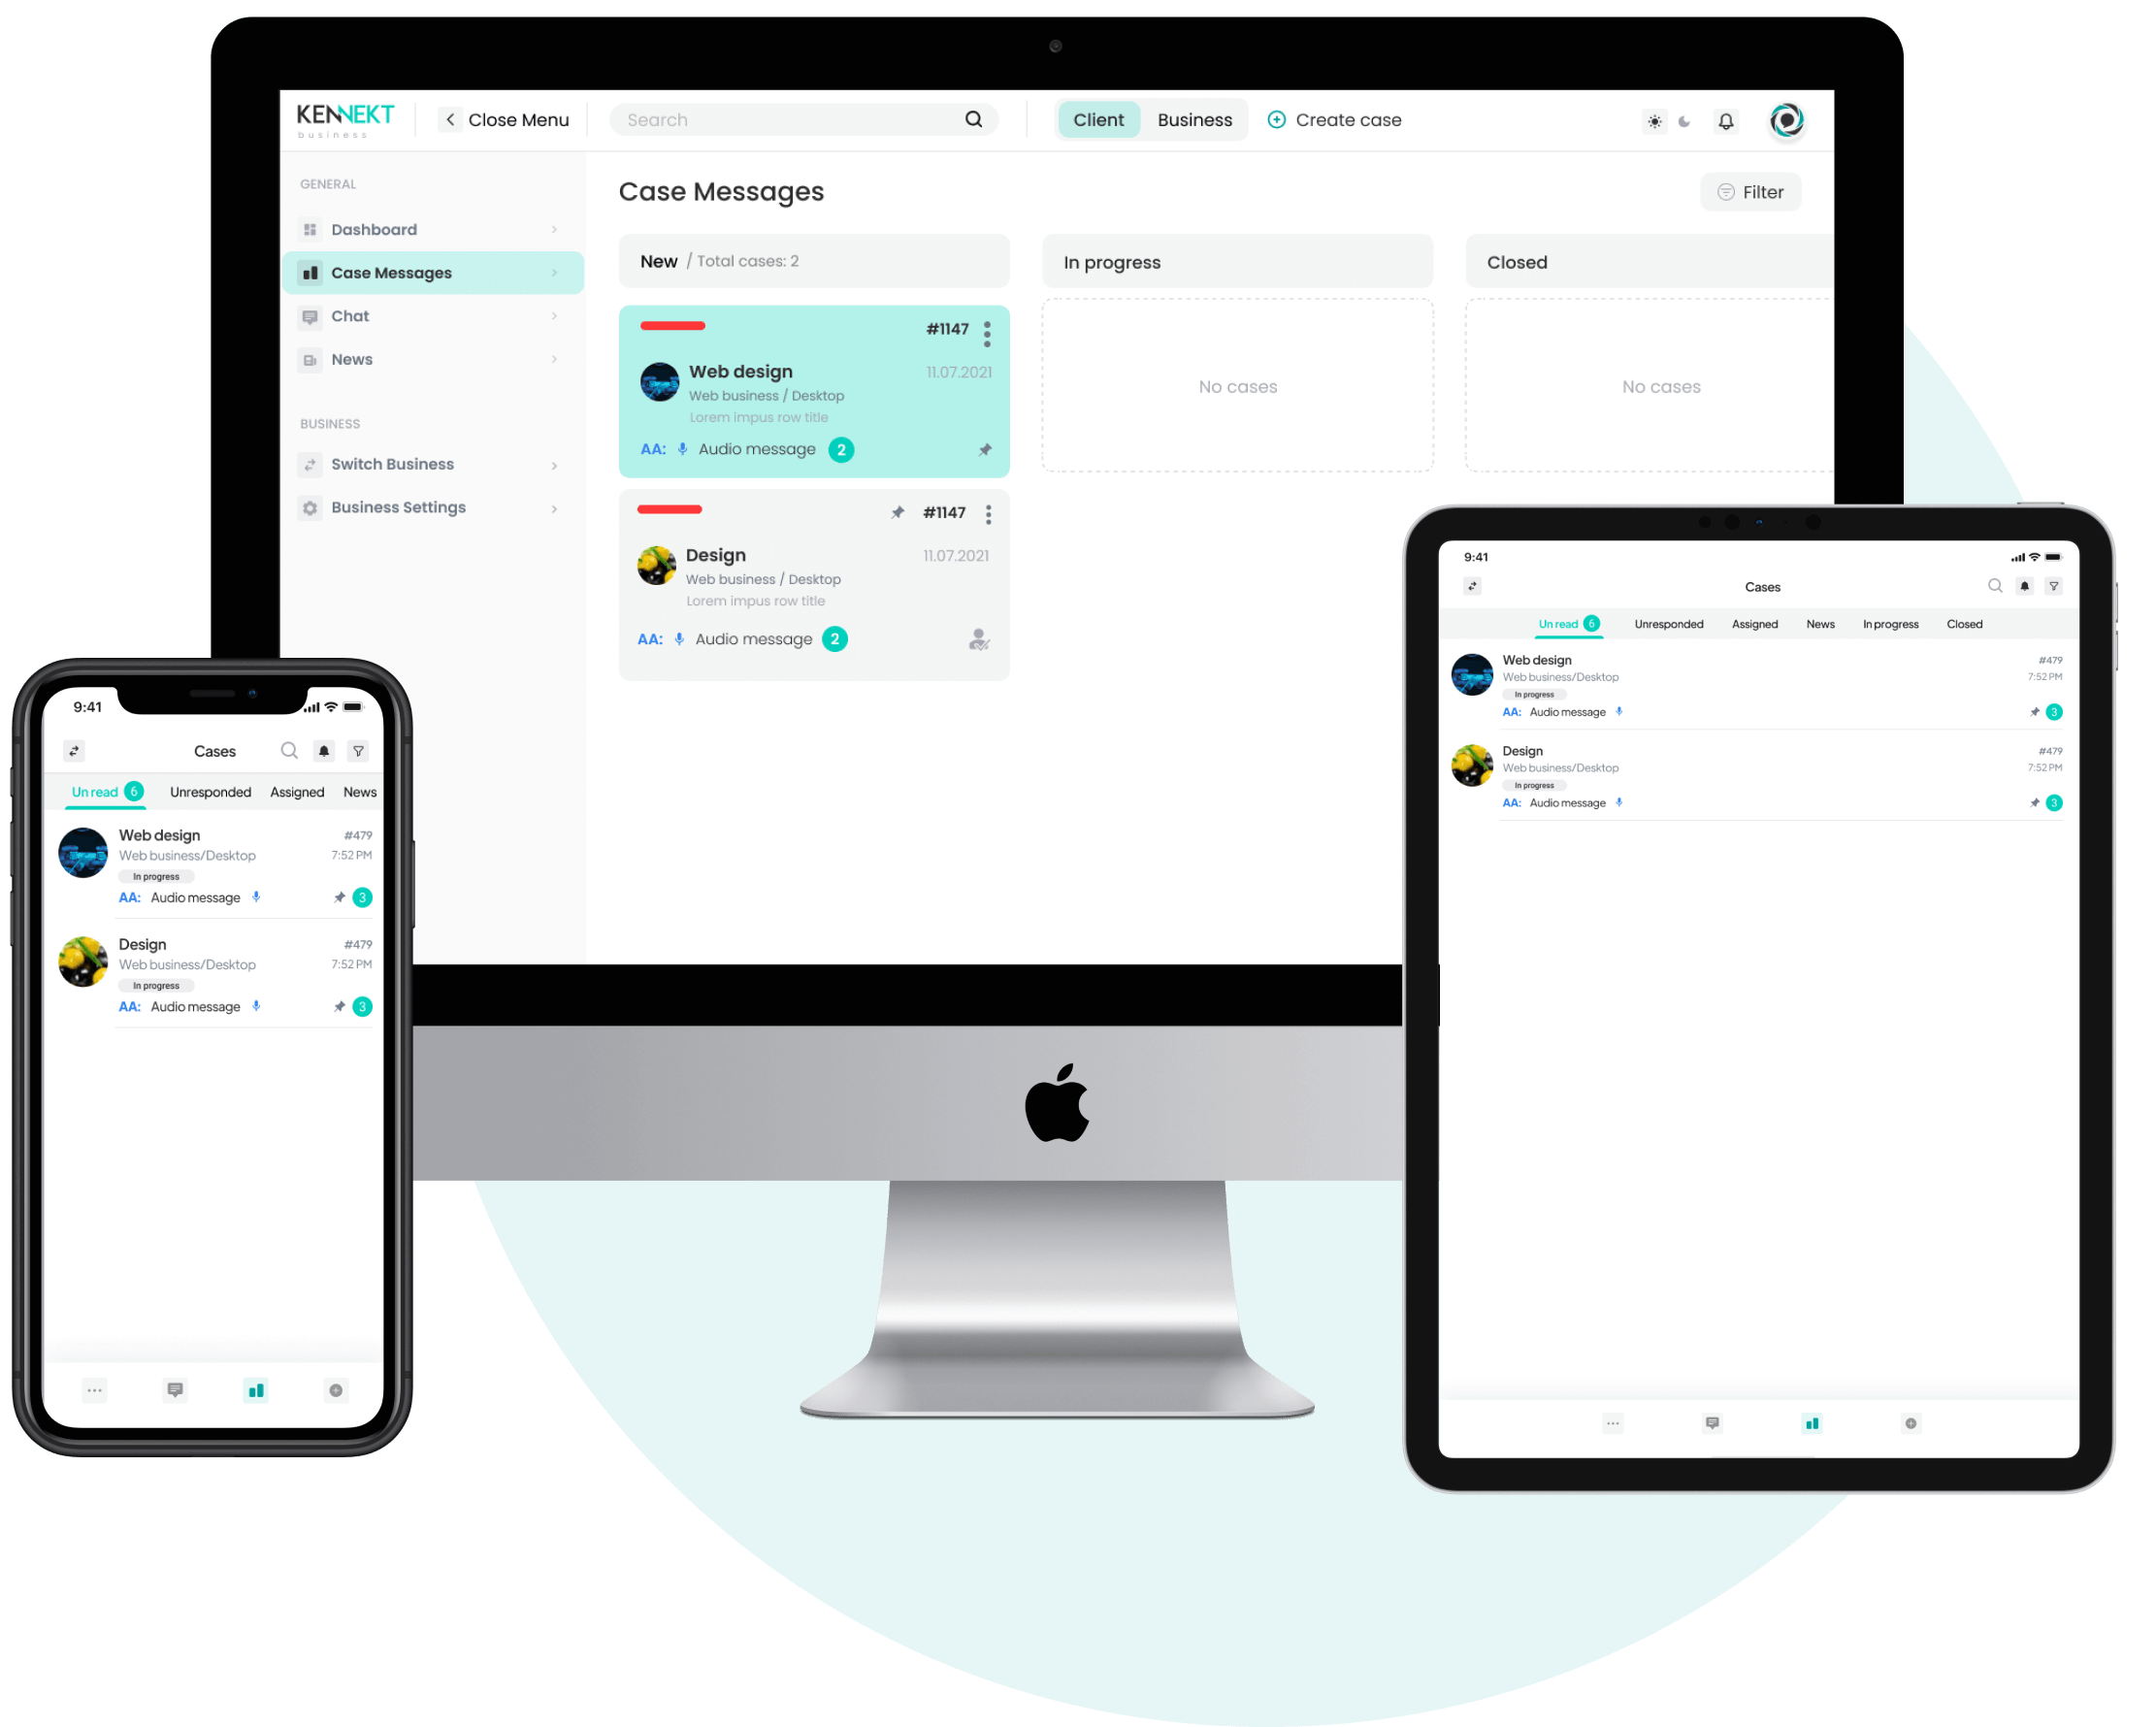 KENNEKT
business
Close Menu
Search
Client
Business
Create case
GENERAL
Dashboard
Case Messages
Chat
News
BUSINESS
Switch Business
Business Settings
Case Messages
Filter
New / Total cases: 2
#1147
Web design
11.07.2021
Web business / Desktop
Lorem impus row title
AA: Audio message 2
#1147
Design
11.07.2021
Web business / Desktop
Lorem impus row title
AA: Audio message 2
In progress
No cases
Closed
No cases
9:41
Cases
Un read 6 Unresponded Assigned News
Web design #479
Web business/Desktop 7:52 PM
In progress
AA: Audio message 3
Design #479
Web business/Desktop 7:52 PM
In progress
AA: Audio message 3
9:41
Cases
Un read 6 Unresponded Assigned News In progress Closed
Web design #479
Web business/Desktop 7:52 PM
In progress
AA: Audio message 3
Design #479
Web business/Desktop 7:52 PM
In progress
AA: Audio message 3